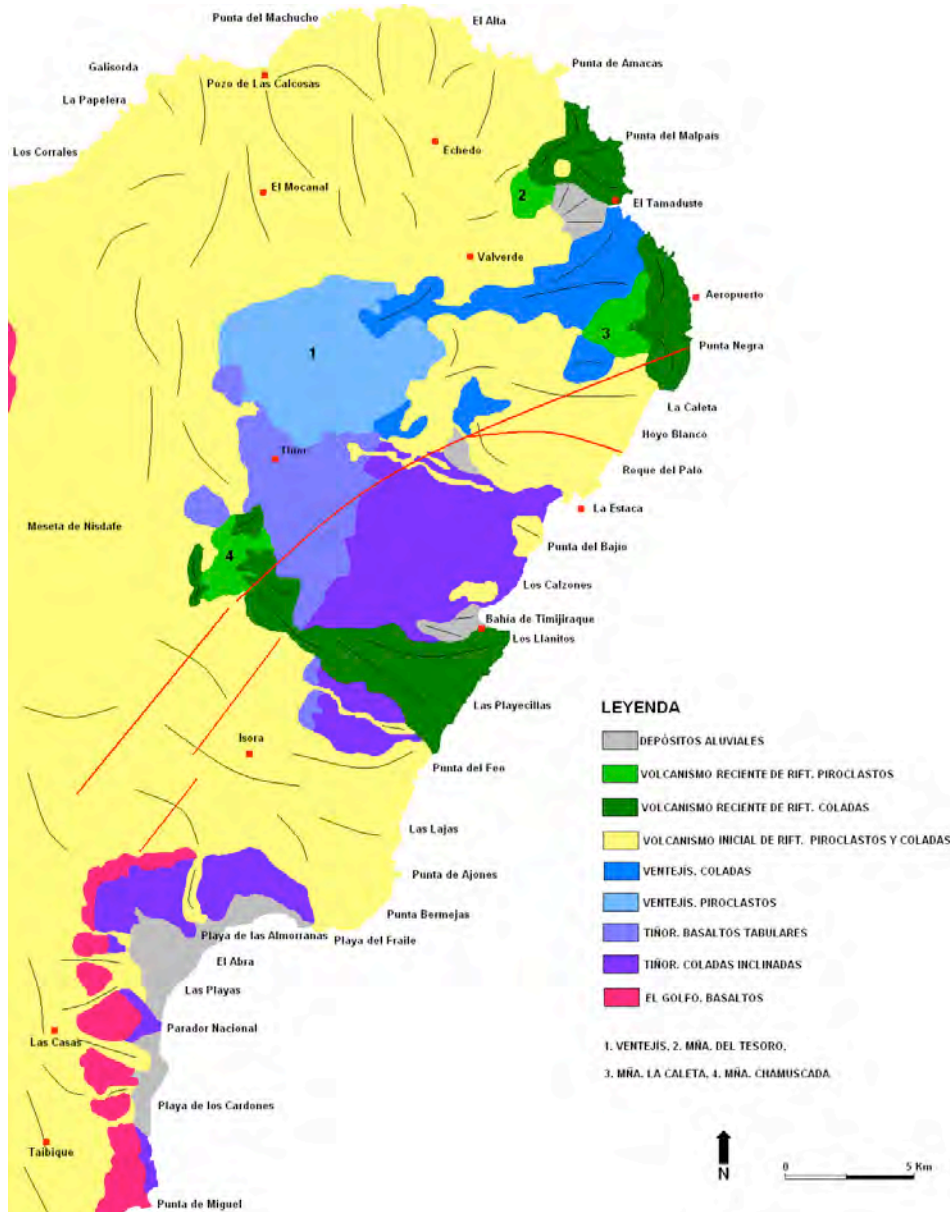 Punta del Machucho
El Alta
Galisorda
Punta de Amacas
Pozo de Las Calcosas
La Papelera
Punta del Malpaís
Echedo
Los Corrales
El Mocanal
2
El Tamaduste
Valverde
Aeropuerto
3
Punta Negra
1
La Caleta
Hoyo Blanco
Tiñor
Roque del Palo
La Estaca
Meseta de Nisdafe
Punta del Bajío
4
Los Calzones
Bahía de Timijiraque
Los Llanitos
Las Playecillas
Isora
Punta del Feo
Las Lajas
Punta de Ajones
Punta Bermejas
Playa de las Almorranas
Playa del Fraile
El Abra
Las Playas
Parador Nacional
Las Casas
Playa de los Cardones
Taibique
Punta de Miguel
LEYENDA
DEPÓSITOS ALUVIALES
VOLCANISMO RECIENTE DE RIFT. PIROCLASTOS
VOLCANISMO RECIENTE DE RIFT. COLADAS
VOLCANISMO INICIAL DE RIFT. PIROCLASTOS Y COLADAS
VENTEJÍS. COLADAS
VENTEJÍS. PIROCLASTOS
TIÑOR. BASALTOS TABULARES
TIÑOR. COLADAS INCLINADAS
EL GOLFO. BASALTOS
1. VENTEJÍS, 2. MÑA. DEL TESORO,
3. MÑA. LA CALETA, 4. MÑA. CHAMUSCADA
N
0 5 Km